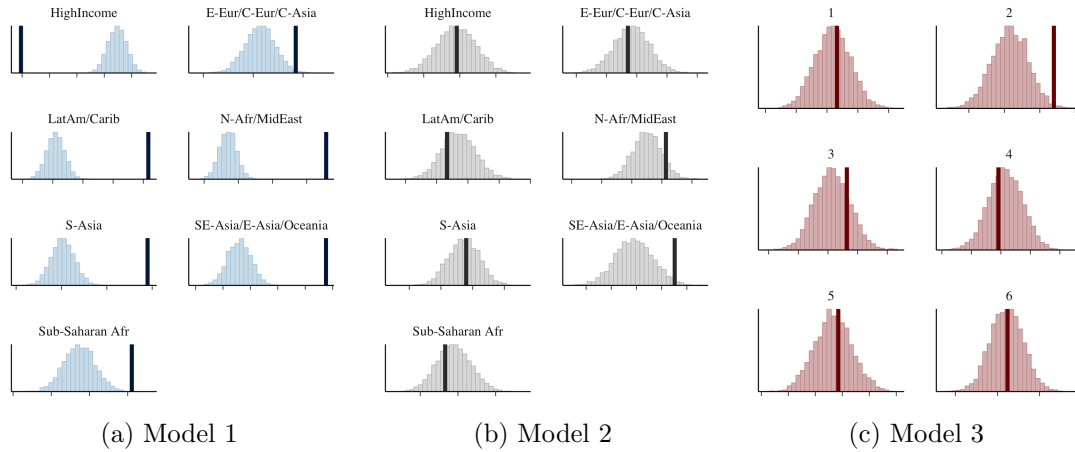 HighIncome
E-Eur/C-Eur/C-Asia
LatAm/Carib
N-Afr/MidEast
S-Asia
SE-Asia/E-Asia/Oceania
Sub-Saharan Afr
(a) Model 1
HighIncome
E-Eur/C-Eur/C-Asia
LatAm/Carib
N-Afr/MidEast
S-Asia
SE-Asia/E-Asia/Oceania
Sub-Saharan Afr
(b) Model 2
1
2
3
4
5
6
(c) Model 3